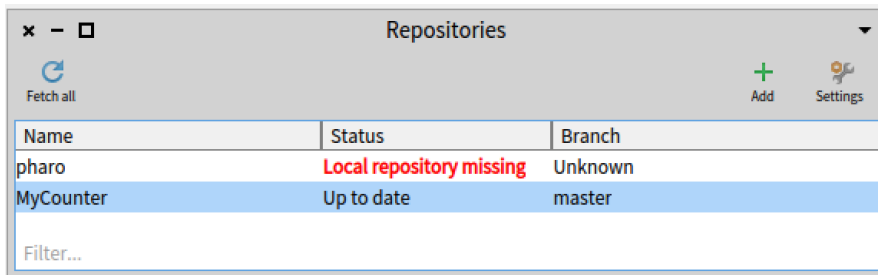 Repositories
Fetch all Add Settings
Name Status Branch
pharo Local repository missing Unknown
MyCounter Up to date master
Filter...